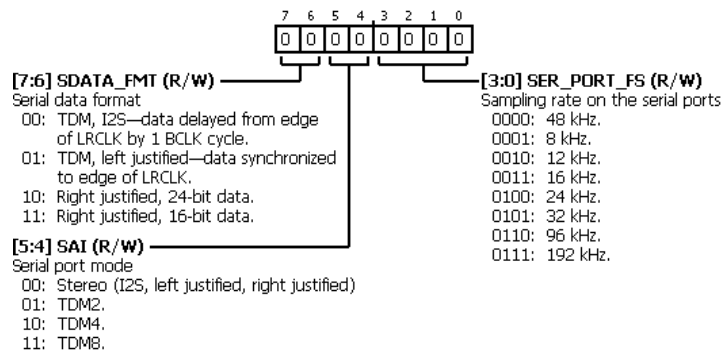 7 6 5 4 3 2 1 0
0 0 0 0 0 0 0 0
[7:6] SDATA_FMT (R/W)
Serial data format
00: TDM, I2S—data delayed from edge
of LRCLK by 1 BCLK cycle.
01: TDM, left justified—data synchronized
to edge of LRCLK.
10: Right justified, 24-bit data.
11: Right justified, 16-bit data.
[5:4] SAI (R/W)
Serial port mode
00: Stereo (I2S, left justified, right justified)
01: TDM2.
10: TDM4.
11: TDM8.
[3:0] SER_PORT_FS (R/W)
Sampling rate on the serial ports
0000: 48 kHz.
0001: 8 kHz.
0010: 12 kHz.
0011: 16 kHz.
0100: 24 kHz.
0101: 32 kHz.
0110: 96 kHz.
0111: 192 kHz.